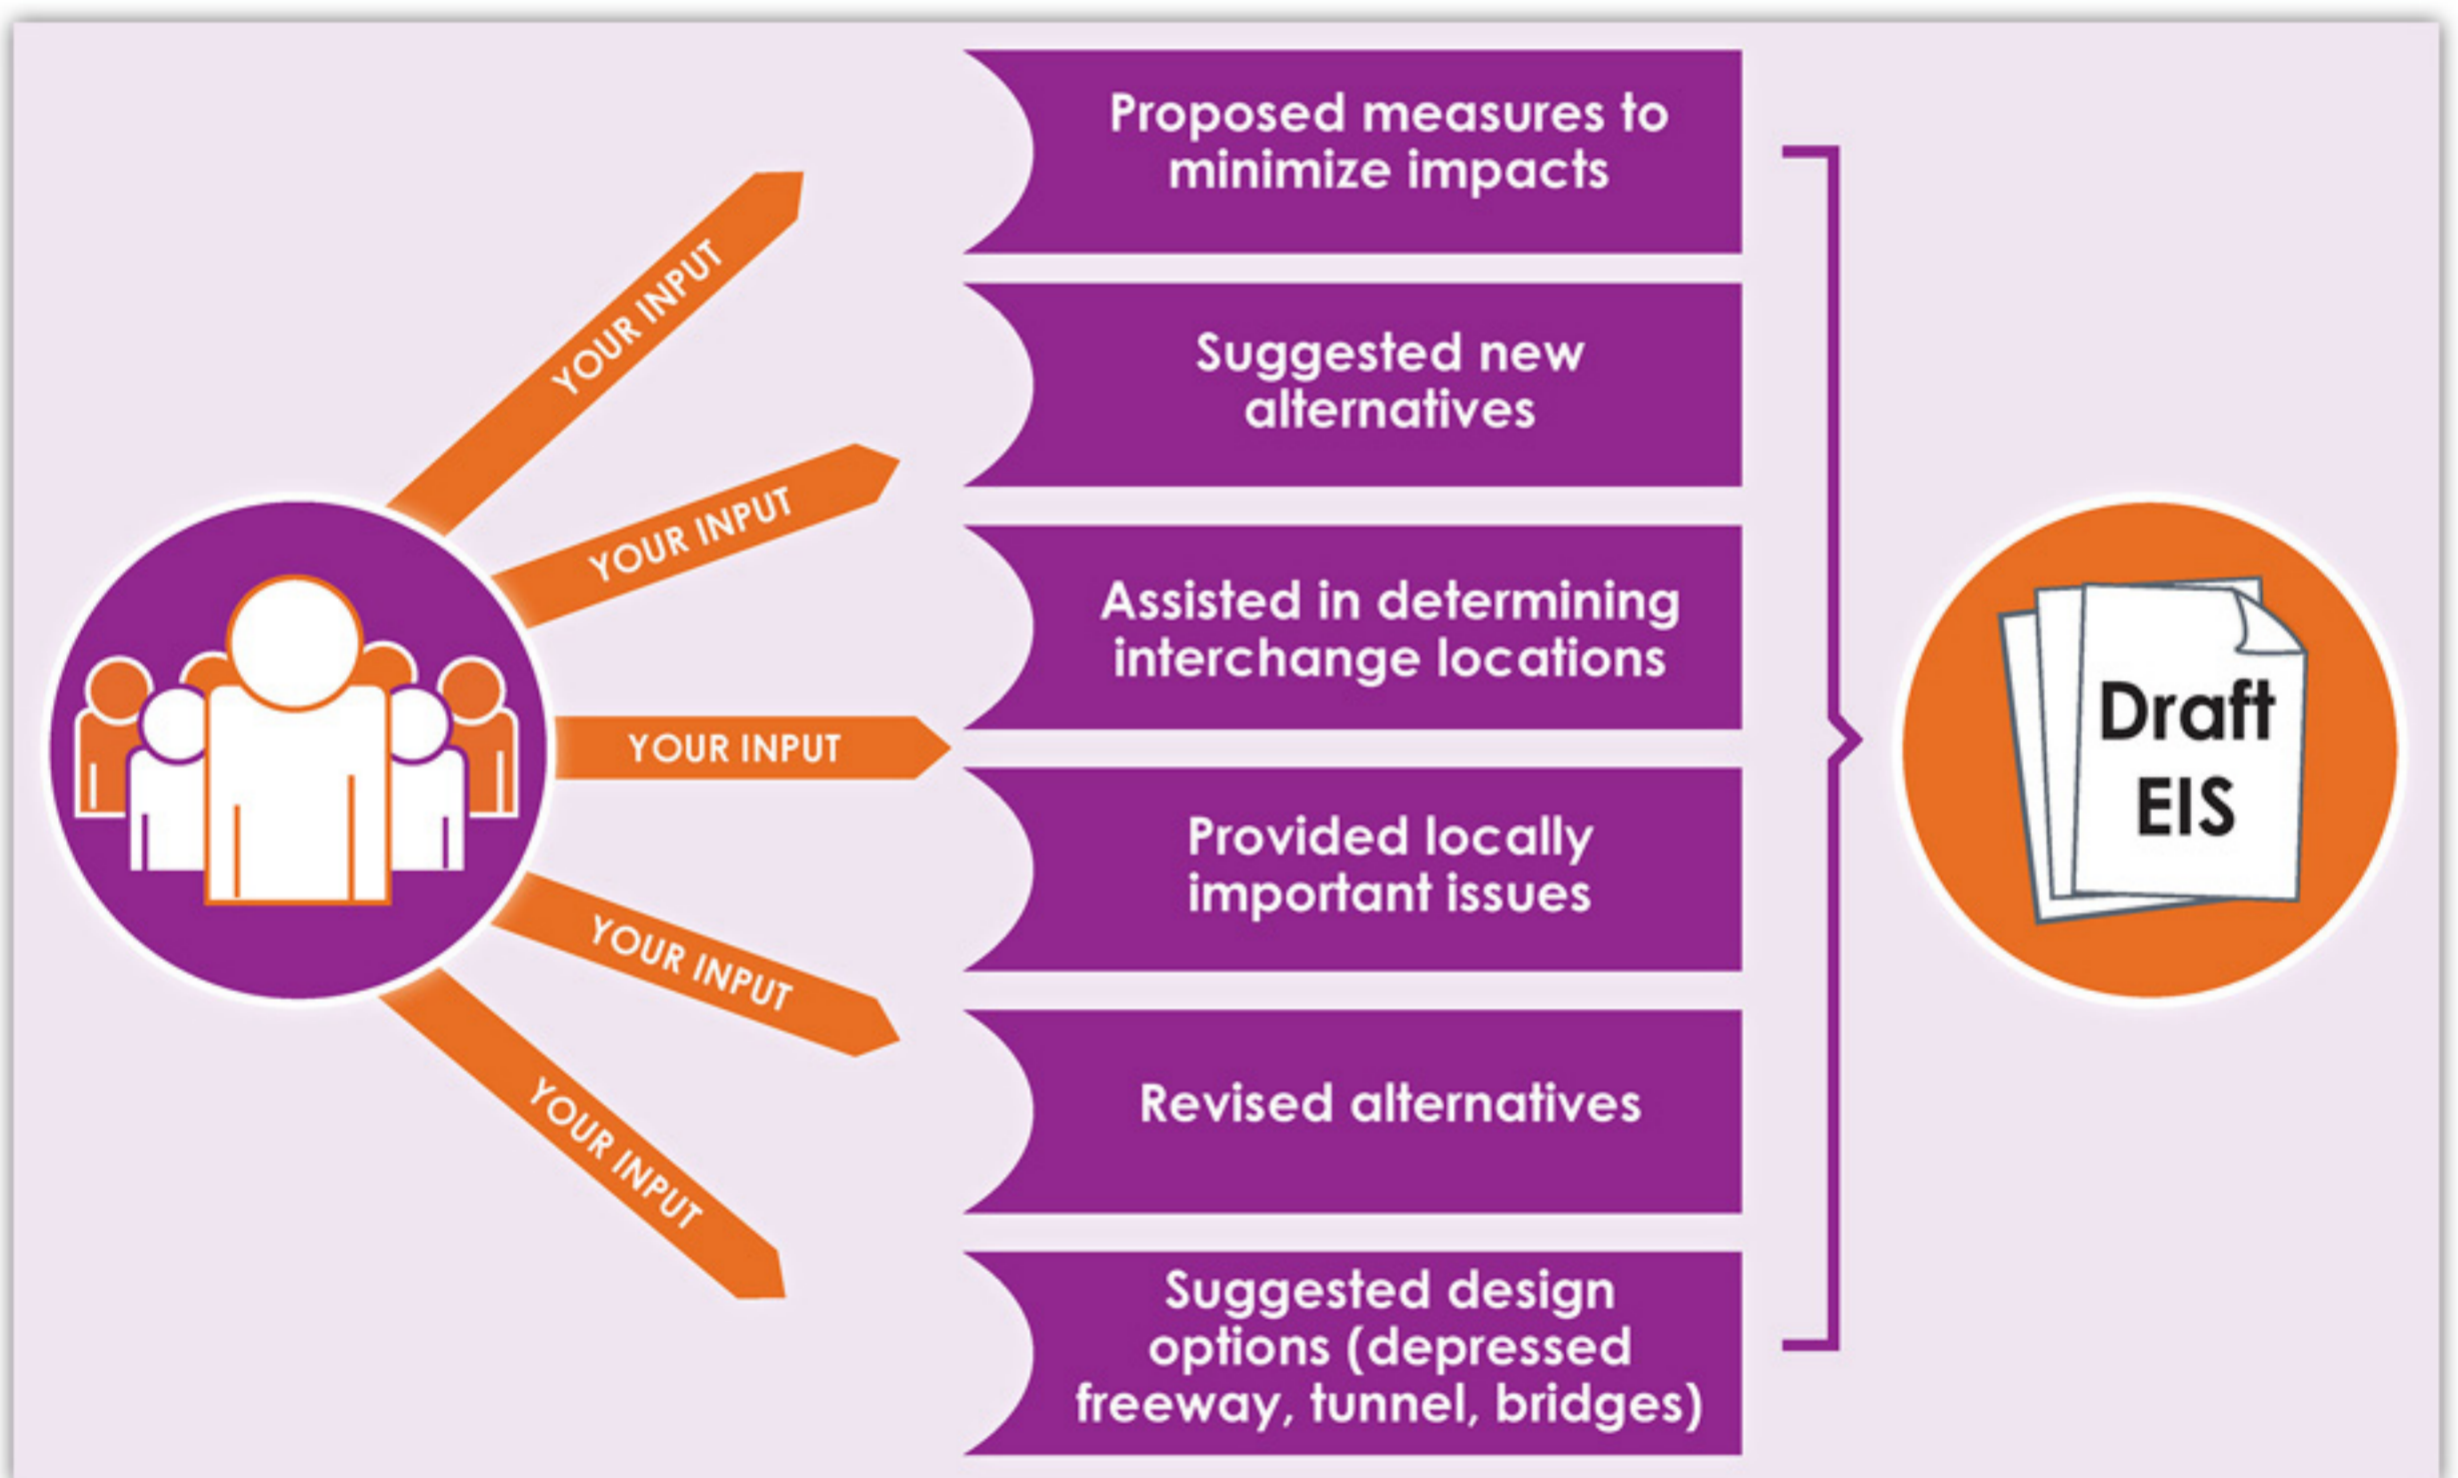 Proposed measures to
minimize impacts
YOUR INPUT
Suggested new
alternatives
YOUR INPUT
Assisted in determining
interchange locations
YOUR INPUT
Provided locally
important issues
YOUR INPUT
Revised alternatives
YOUR INPUT
Suggested design
options (depressed
freeway, tunnel, bridges)
Draft
EIS